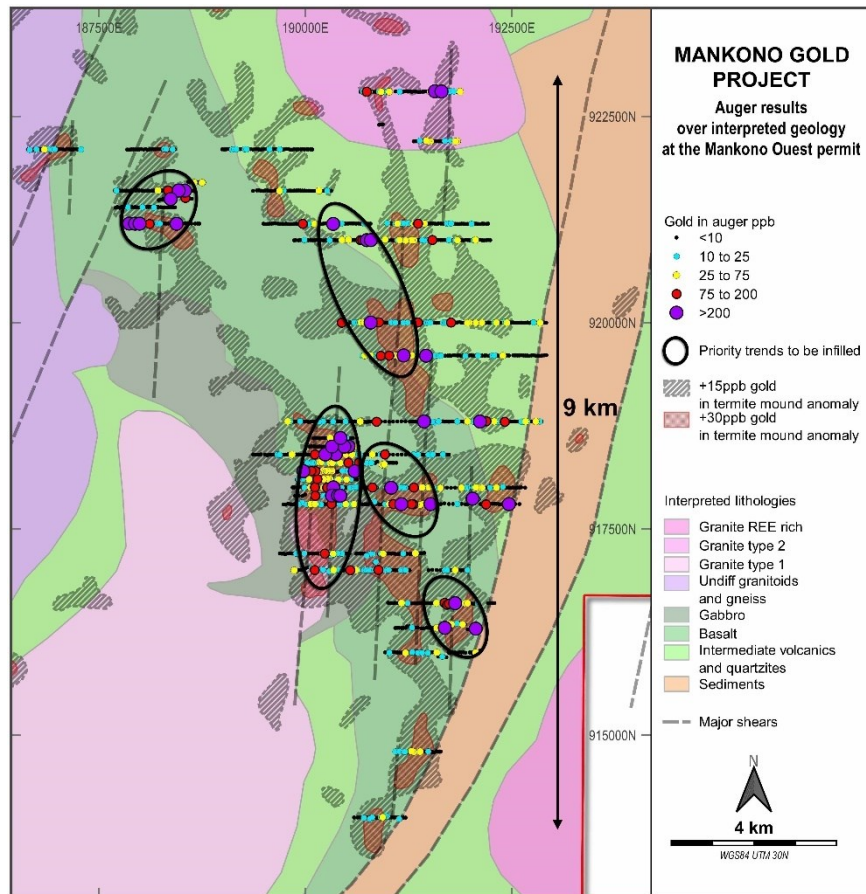 187500E
190000E
192500E
922500N
920000N
917500N
915000N
9 km
MANKONO GOLD
PROJECT
Auger results
over interpreted geology
at the Mankono Ouest permit
Gold in auger ppb
<10
10 to 25
25 to 75
75 to 200
>200
Priority trends to be infilled
+15ppb gold
in termite mound anomaly
+30ppb gold
in termite mound anomaly
Interpreted lithologies
Granite REE rich
Granite type 2
Granite type 1
Undiff granitoids
and gneiss
Gabbro
Basalt
Intermediate volcanics
and quartzites
Sediments
Major shears
N
4 km
WGS84 UTM 30N